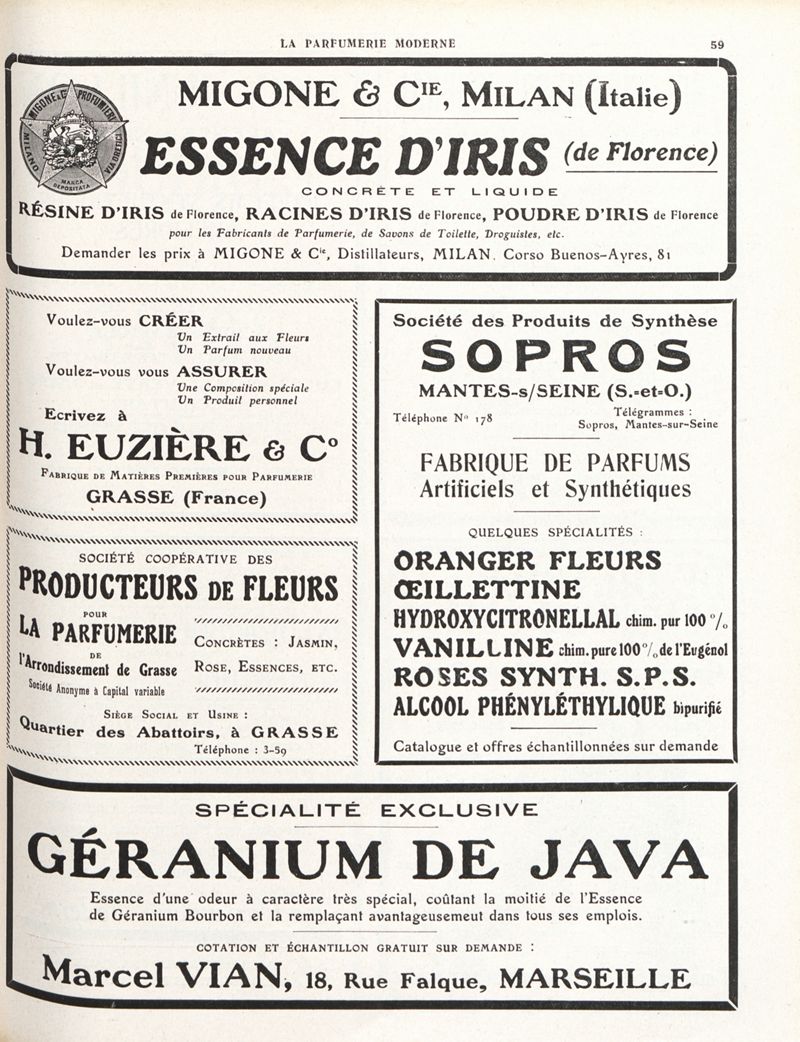 LA PARFUMERIE MODERNE
59
MIGONE & Cie PROFUMIERI
MILANO
VIA OREFICI
MARCA
DEPOSITATA
MIGONE & CIE, MILAN (Italie)
ESSENCE D'IRIS (de Florence)
CONCRÈTE ET LIQUIDE
RÉSINE D'IRIS de Florence, RACINES D'IRIS de Florence, POUDRE D'IRIS de Florence
pour les Fabricants de Parfumerie, de Savons de Toilette, Droguistes, etc.
Demander les prix à MIGONE & Cie, Distillateurs, MILAN. Corso Buenos-Ayres, 81
Voulez-vous CRÉER
Un Extrait aux Fleurs
Un Parfum nouveau
Voulez-vous vous ASSURER
Une Composition spéciale
Un Produit personnel
Ecrivez à
H. EUZIÈRE & Co
FABRIQUE DE MATIÈRES PREMIÈRES POUR PARFUMERIE
GRASSE (France)
SOCIÉTÉ COOPÉRATIVE DES
PRODUCTEURS DE FLEURS
POUR
LA PARFUMERIE
DE
l'Arrondissement de Grasse
Société Anonyme à Capital variable
CONCRÈTES : JASMIN,
ROSE, ESSENCES, ETC.
SIÈGE SOCIAL ET USINE :
Quartier des Abattoirs, à GRASSE
Téléphone : 3-59
Société des Produits de Synthèse
SOPROS
MANTES-s/SEINE (S.=et=O.)
Téléphone No 178
Télégrammes :
Sopros, Mantes-sur-Seine
FABRIQUE DE PARFUMS
Artificiels et Synthétiques
QUELQUES SPÉCIALITÉS :
ORANGER FLEURS
ŒILLETTINE
HYDROXYCITRONELLAL chim. pur 100 %
VANILLINE chim. pure 100 % de l'Eugénol
ROSES SYNTH. S.P.S.
ALCOOL PHÉNYLÉTHYLIQUE bipurifié
Catalogue et offres échantillonnées sur demande
SPÉCIALITÉ EXCLUSIVE
GÉRANIUM DE JAVA
Essence d'une odeur à caractère très spécial, coûtant la moitié de l'Essence
de Géranium Bourbon et la remplaçant avantageusemeut dans tous ses emplois.
COTATION ET ÉCHANTILLON GRATUIT SUR DEMANDE :
Marcel VIAN, 18, Rue Falque, MARSEILLE